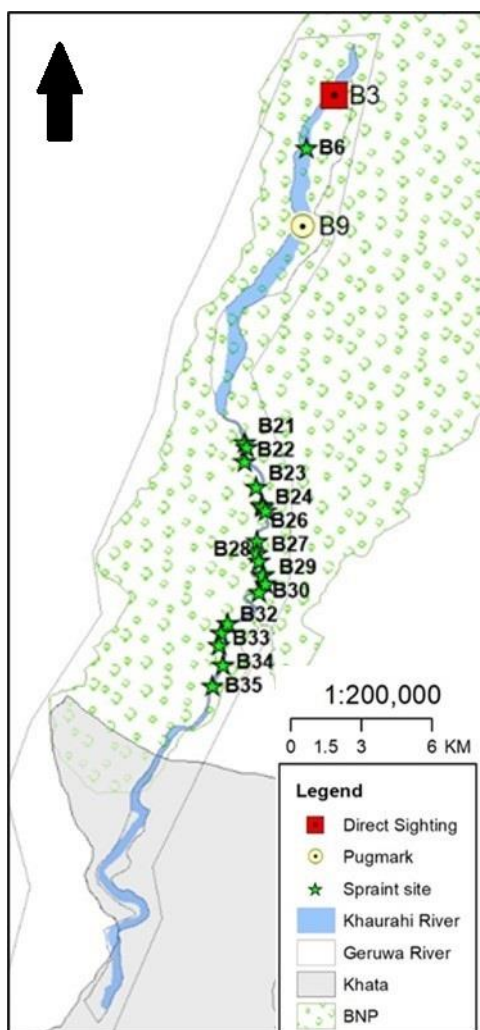 B3
B6
B9
B21
B22
B23
B24
B26
B27
B28
B29
B30
B32
B33
B34
B35
1:200,000
0 1.5 3 6 KM
Legend
Direct Sighting
Pugmark
Spraint site
Khaurahi River
Geruwa River
Khata
BNP